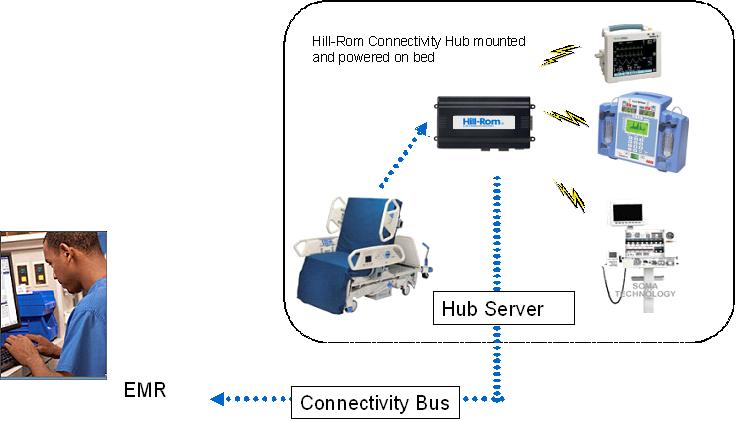 Hill-Rom Connectivity Hub mounted
and powered on bed
Hill-Rom
SOMA
TECHNOLOGY
Hub Server
EMR
Connectivity Bus